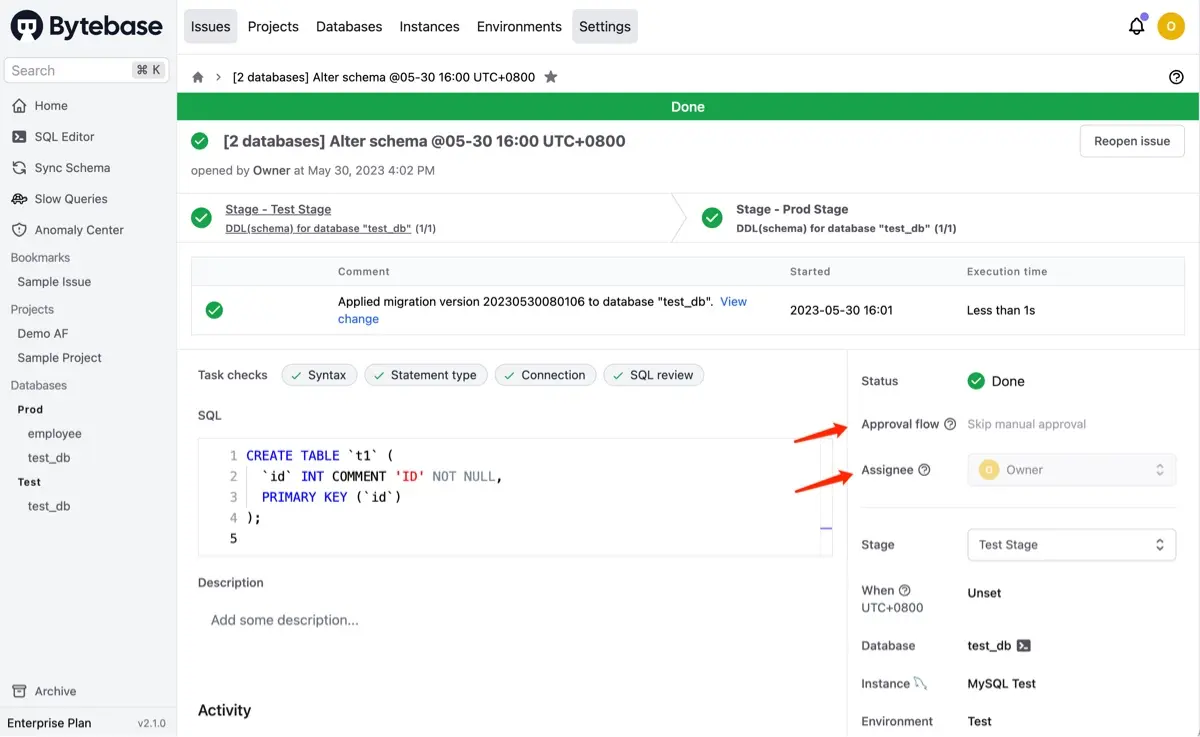 Bytebase
Issues Projects Databases Instances Environments Settings
O
Search ⌘ K
[2 databases] Alter schema @05-30 16:00 UTC+0800
Home
SQL Editor
Sync Schema
Slow Queries
Anomaly Center
Bookmarks
Sample Issue
Projects
Demo AF
Sample Project
Databases
Prod
employee
test_db
Test
test_db
Archive
Enterprise Plan v2.1.0
Done
[2 databases] Alter schema @05-30 16:00 UTC+0800
Reopen issue
opened by Owner at May 30, 2023 4:02 PM
Stage - Test Stage
DDL(schema) for database "test_db" (1/1)
Stage - Prod Stage
DDL(schema) for database "test_db" (1/1)
Comment Started Execution time
Applied migration version 20230530080106 to database "test_db". View
change
2023-05-30 16:01
Less than 1s
Task checks Syntax Statement type Connection SQL review
SQL
1 CREATE TABLE `t1` (
2 `id` INT COMMENT 'ID' NOT NULL,
3 PRIMARY KEY (`id`)
4 );
5
Description
Add some description...
Activity
Status Done
Approval flow Skip manual approval
Assignee O Owner
Stage Test Stage
When Unset
UTC+0800
Database test_db
Instance MySQL Test
Environment Test